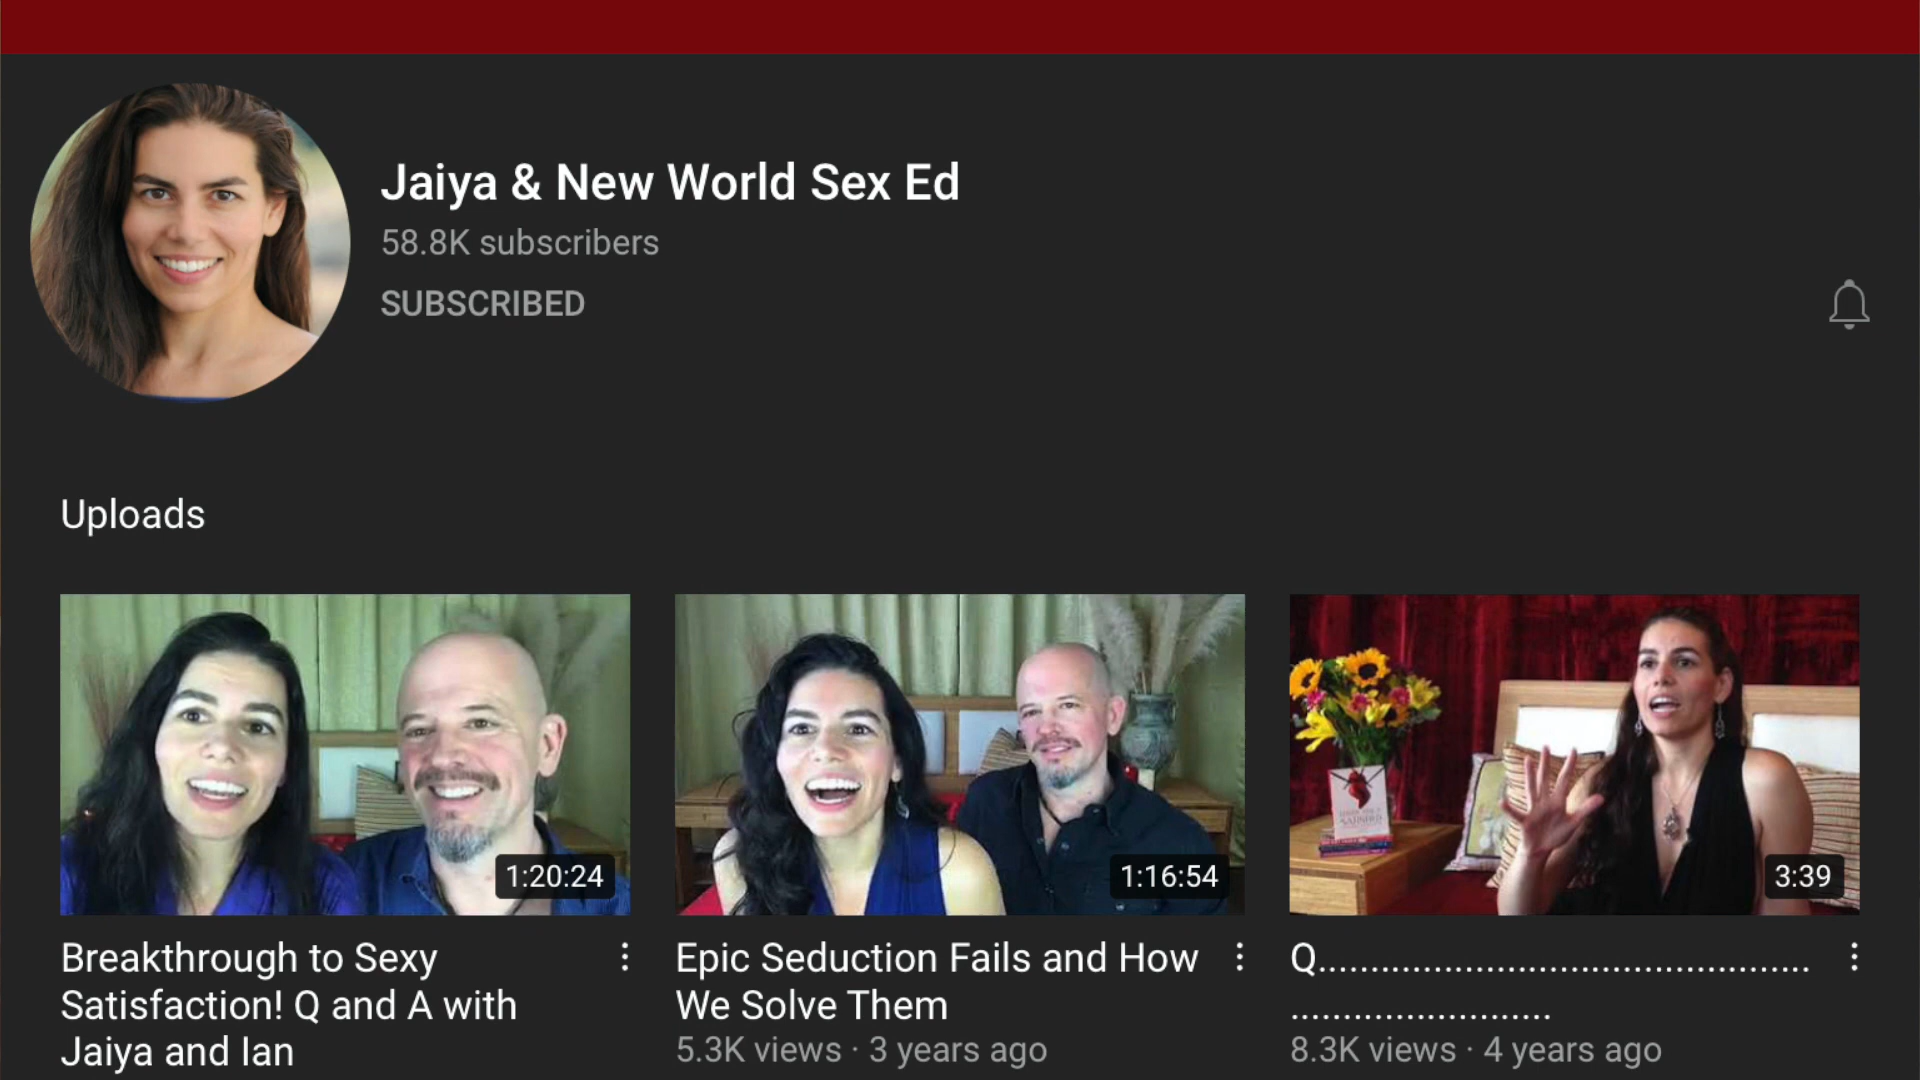 Jaiya & New World Sex Ed
58.8K subscribers
SUBSCRIBED
Uploads
1:20:24
1:16:54
3:39
Breakthrough to Sexy
Satisfaction! Q and A with
Jaiya and Ian
Epic Seduction Fails and How
We Solve Them
5.3K views · 3 years ago
Q...............................................
.........................
8.3K views · 4 years ago